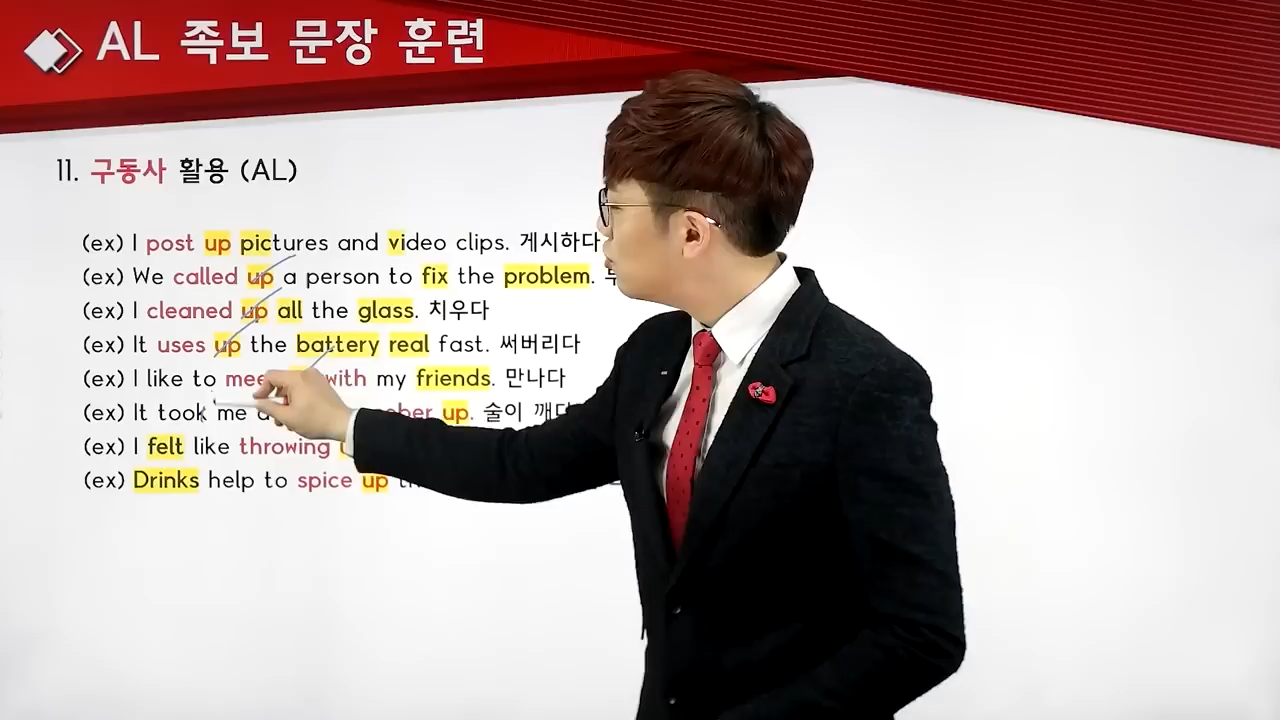 AL 족보 문장 훈련
11. 구동사 활용 (AL)
(ex) I post up pictures and video clips. 게시하다
(ex) We called up a person to fix the problem.
(ex) I cleaned up all the glass. 치우다
(ex) It uses up the battery real fast. 써버리다
(ex) I like to with my friends. 만나다
(ex) It took me up. 술이
(ex) I felt like throwing
(ex) Drinks help to spice up